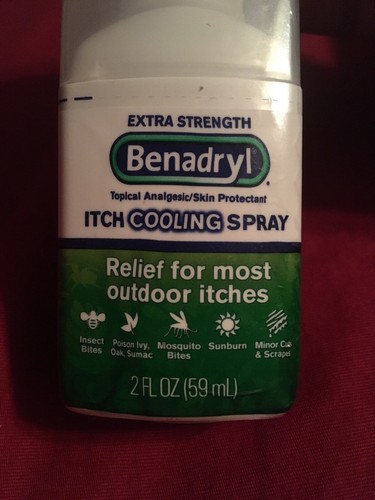 EXTRA STRENGTH
Benadryl®
Topical Analgesic/Skin Protectant
ITCH COOLING SPRAY
Relief for most
outdoor itches
Insect
Bites
Poison Ivy,
Oak, Sumac
Mosquito
Bites
Sunburn
Minor Cuts
& Scrapes
2 FL OZ (59 mL)